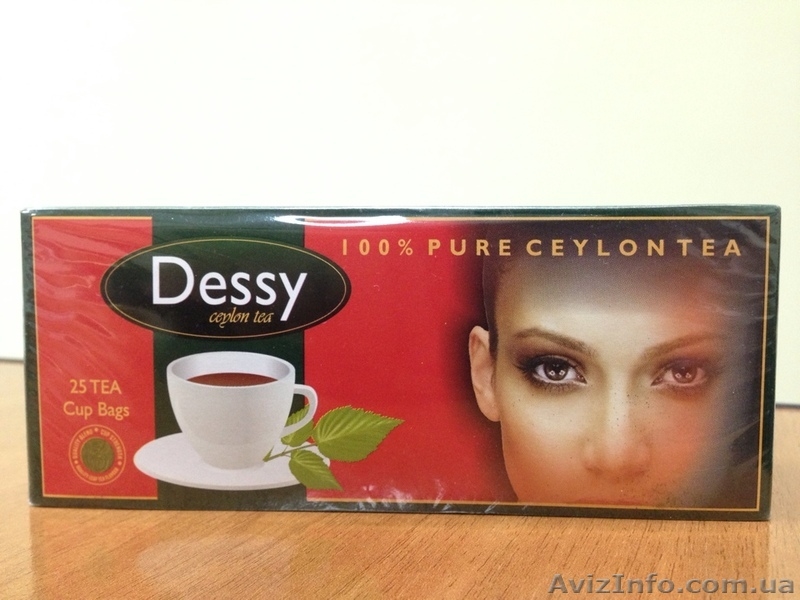 100% PURE CEYLON TEA
Dessy
ceylon tea
25 TEA
Cup Bags
AvizInfo.com.ua